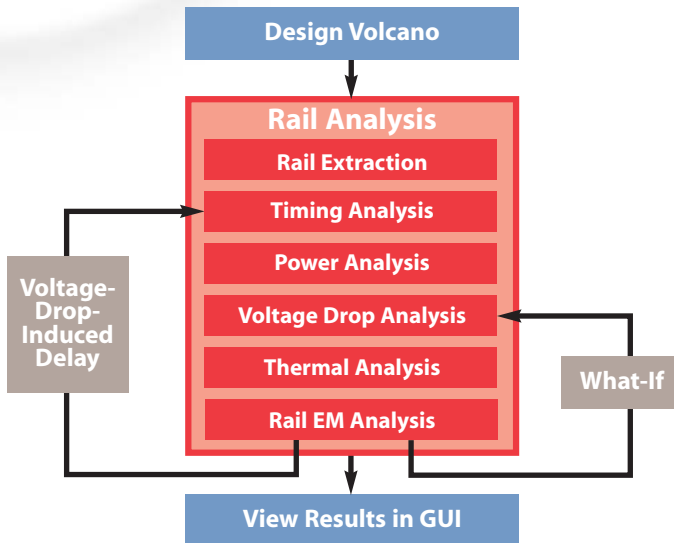 Design Volcano
Rail Analysis
Rail Extraction
Timing Analysis
Power Analysis
Voltage Drop Analysis
Thermal Analysis
Rail EM Analysis
Voltage-
Drop-
Induced
Delay
What-If
View Results in GUI